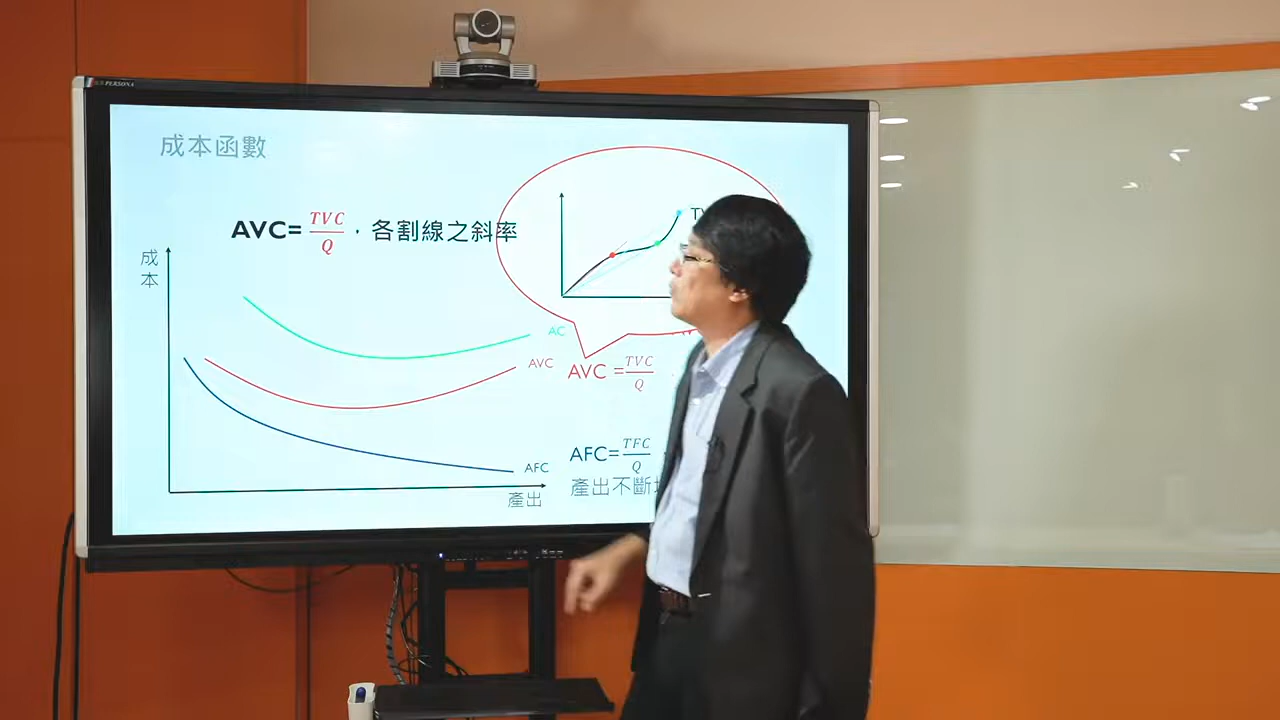 成本函數
AVC= TVC/Q，各割線之斜率
成本
AC
AVC
AVC =TVC/Q
AFC
AFC=TFC/Q
產出
產出不斷